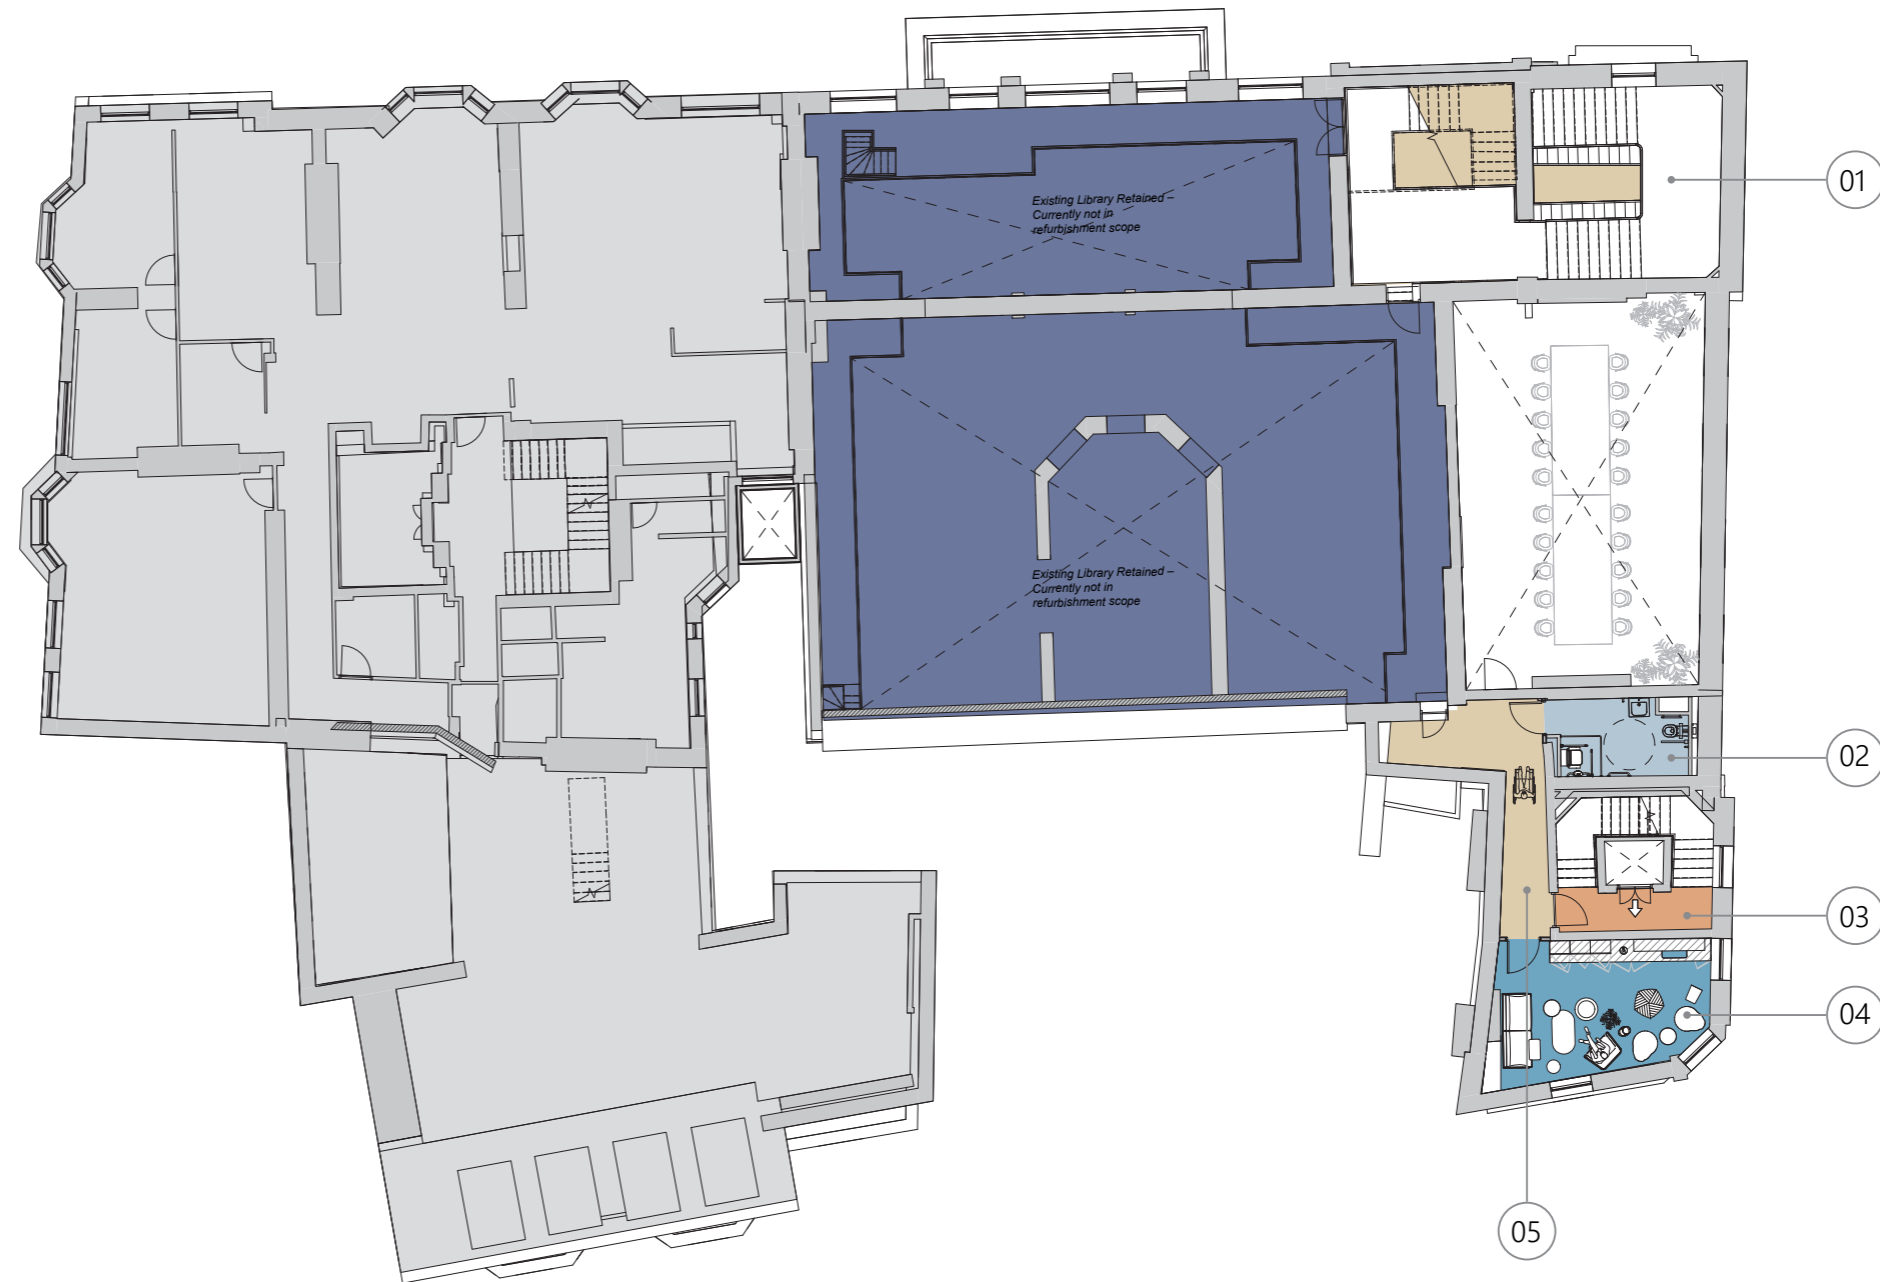 Existing Library Retained –
Currently not in
refurbishment scope
01
Existing Library Retained –
Currently not in
refurbishment scope
02
03
04
05